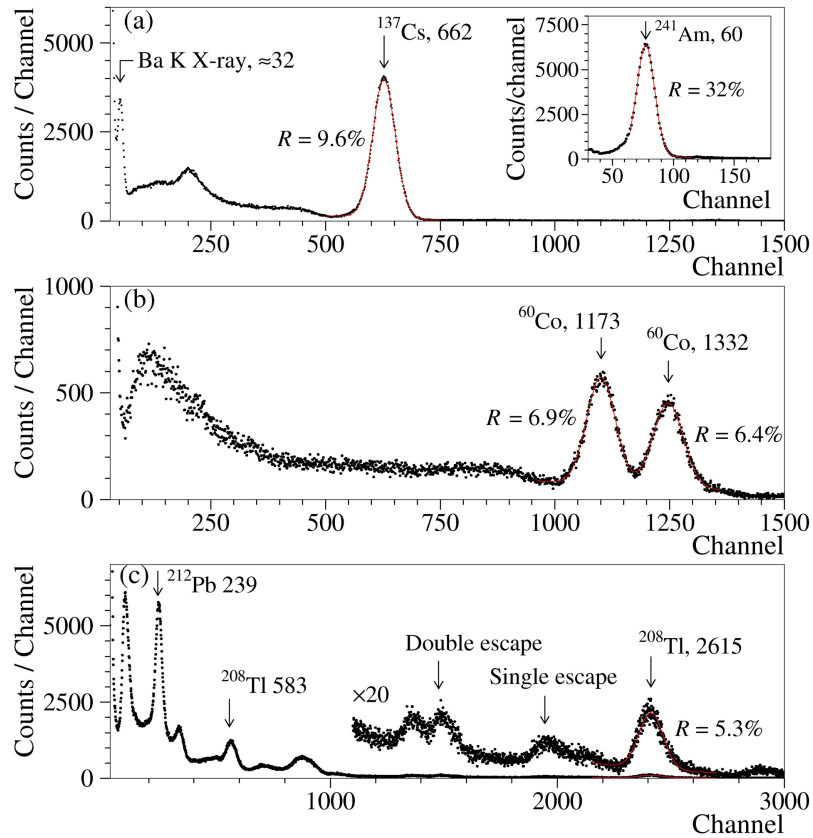 (a)
Counts / Channel
6000
2500
0
Ba K X-ray, ≈32
¹³⁷Cs, 662
R = 9.6%
250
500
750
1000
1250
1500
Channel
Counts/channel
7500
5000
2500
0
²⁴¹Am, 60
R = 32%
50
100
150
Channel
(b)
Counts / Channel
1000
500
0
⁶⁰Co, 1173
R = 6.9%
⁶⁰Co, 1332
R = 6.4%
250
500
750
1000
1250
1500
Channel
(c)
Counts / Channel
5000
2500
0
²¹²Pb 239
²⁰⁸Tl 583
×20
Double escape
Single escape
²⁰⁸Tl, 2615
R = 5.3%
1000
2000
3000
Channel